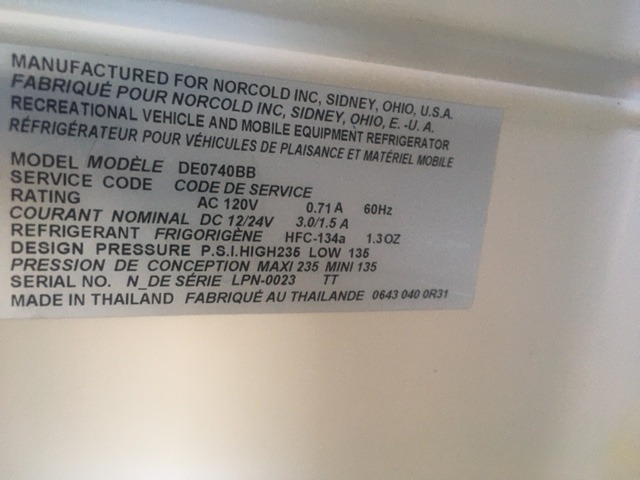 MANUFACTURED FOR NORCOLD INC, SIDNEY, OHIO, U.S.A.
FABRIQUÉ POUR NORCOLD INC, SIDNEY, OHIO, E.-U.A.
RECREATIONAL VEHICLE AND MOBILE EQUIPMENT REFRIGERATOR
RÉFRIGÉRATEUR POUR VÉHICULES DE PLAISANCE ET MATÉRIEL MOBILE
MODEL MODÈLE DE0740BB
SERVICE CODE CODE DE SERVICE
RATING AC 120V 0.71 A 60Hz
COURANT NOMINAL DC 12/24V 3.0/1.5 A
REFRIGERANT FRIGORIGÈNE HFC-134a 1.3 OZ
DESIGN PRESSURE P.S.I.HIGH235 LOW 135
PRESSION DE CONCEPTION MAXI 235 MINI 135
SERIAL NO. N_DE SÉRIE LPN-0023 TT
MADE IN THAILAND FABRIQUÉ AU THAILANDE 0643 040 0R31